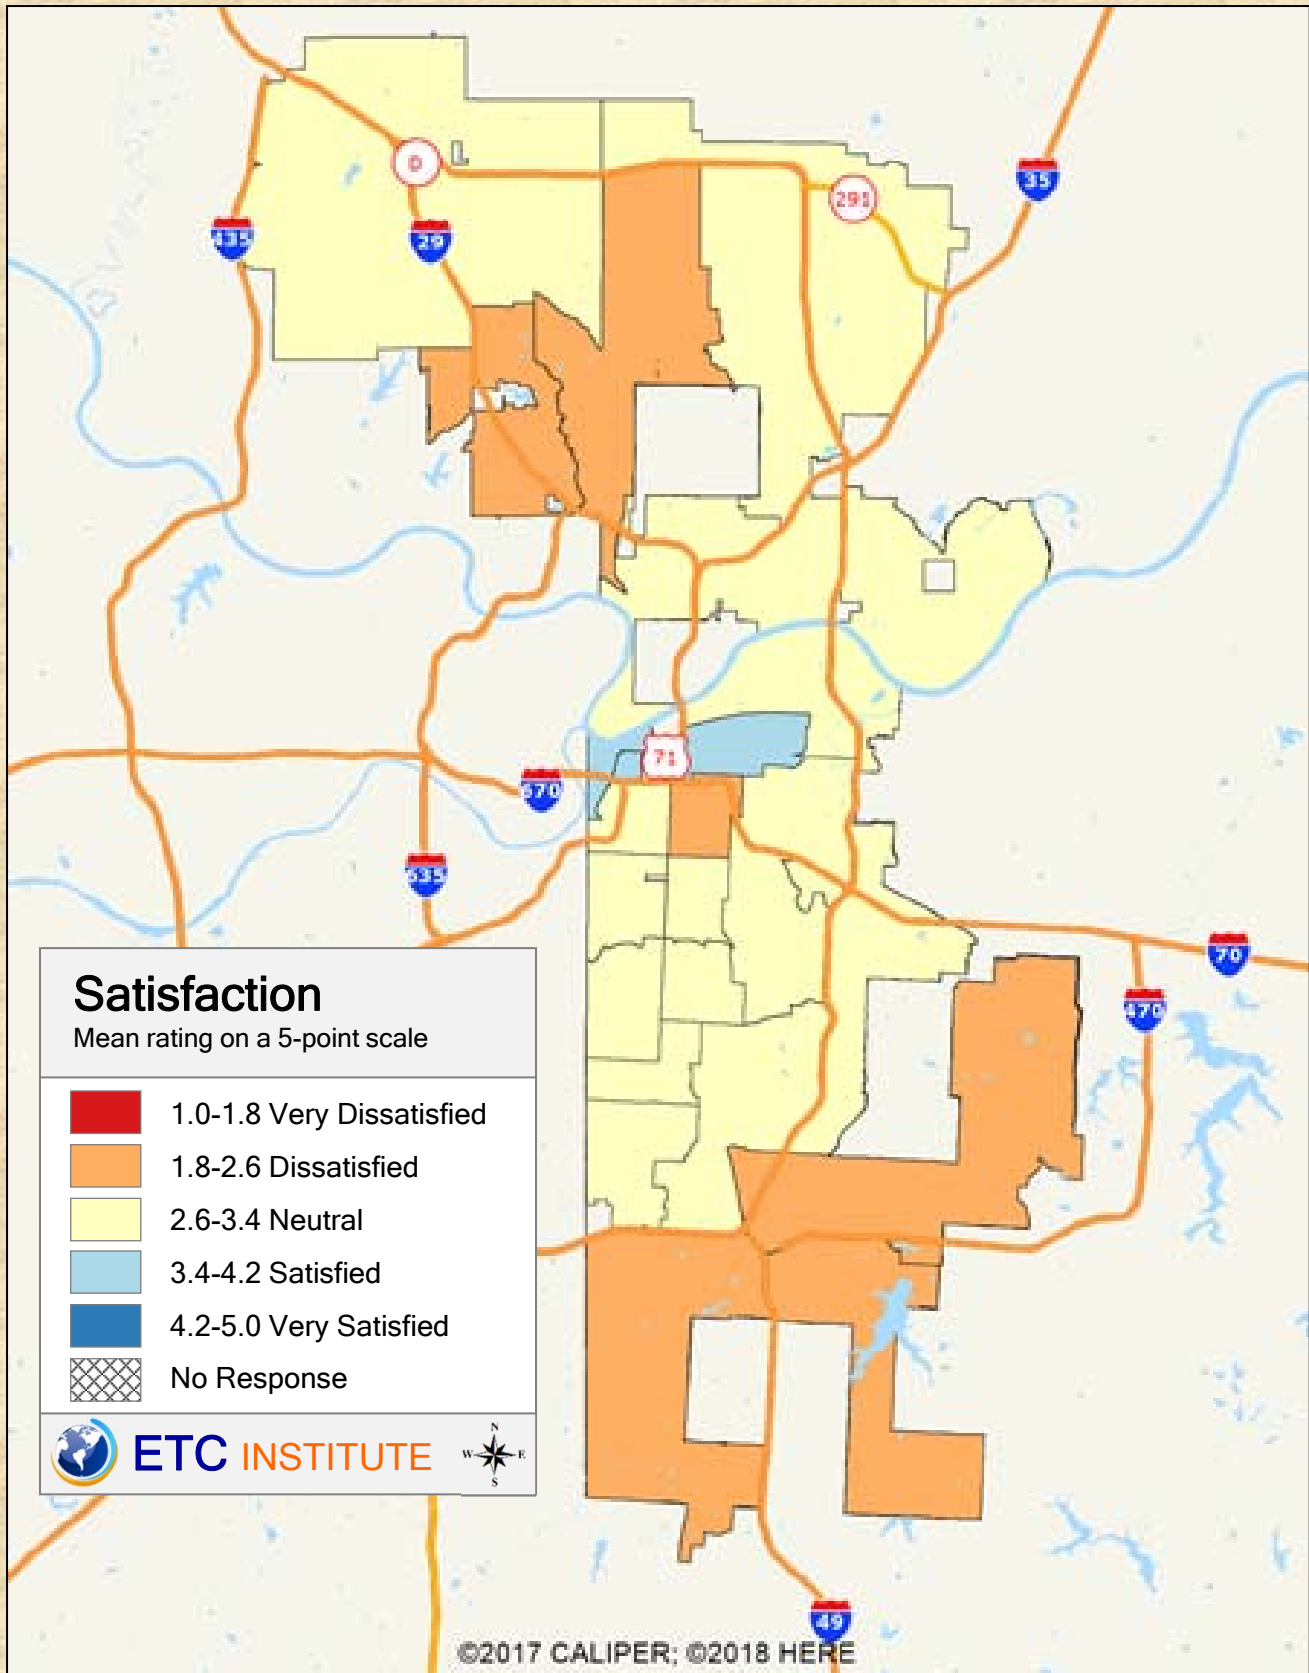 D
291
35
435
29
71
670
635
70
470
Satisfaction
Mean rating on a 5-point scale
1.0-1.8 Very Dissatisfied
1.8-2.6 Dissatisfied
2.6-3.4 Neutral
3.4-4.2 Satisfied
4.2-5.0 Very Satisfied
No Response
ETC INSTITUTE
N
W E
S
49
©2017 CALIPER; ©2018 HERE